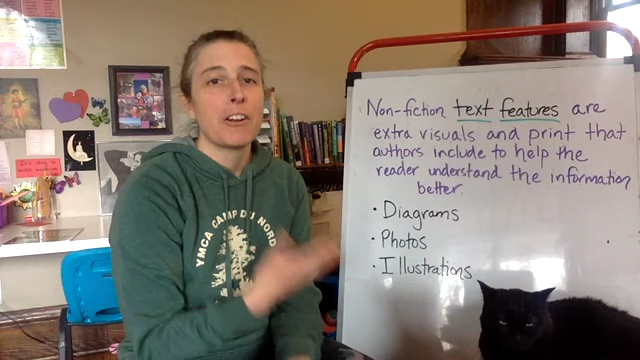 Non-fiction text features are
extra visuals and print that
authors include to help the
reader understand the information
better.
• Diagrams
• Photos
• Illustrations
YMCA CAMP DU NORD